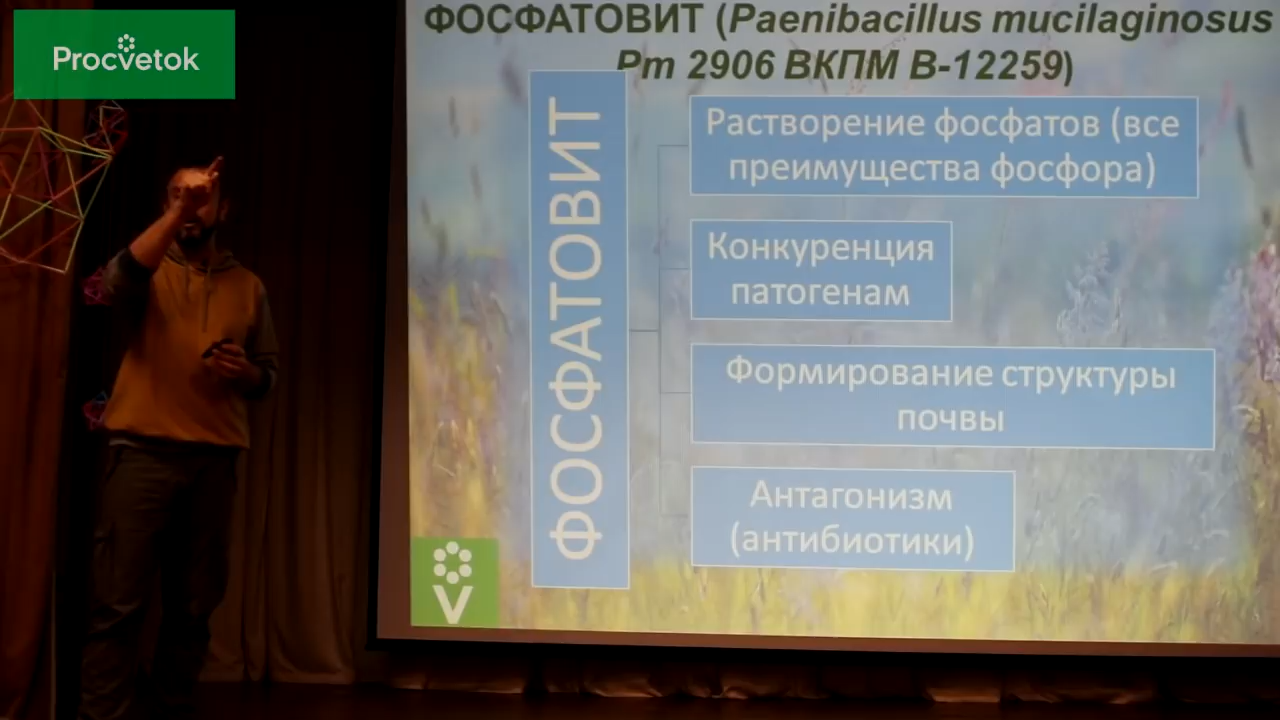 Procvetok
ФОСФАТОВИТ (Paenibacillus mucilaginosus
Pm 2906 ВКПМ В-12259)
ФОСФАТОВИТ
Растворение фосфатов (все
преимущества фосфора)
Конкуренция
патогенам
Формирование структуры
почвы
Антагонизм
(антибиотики)